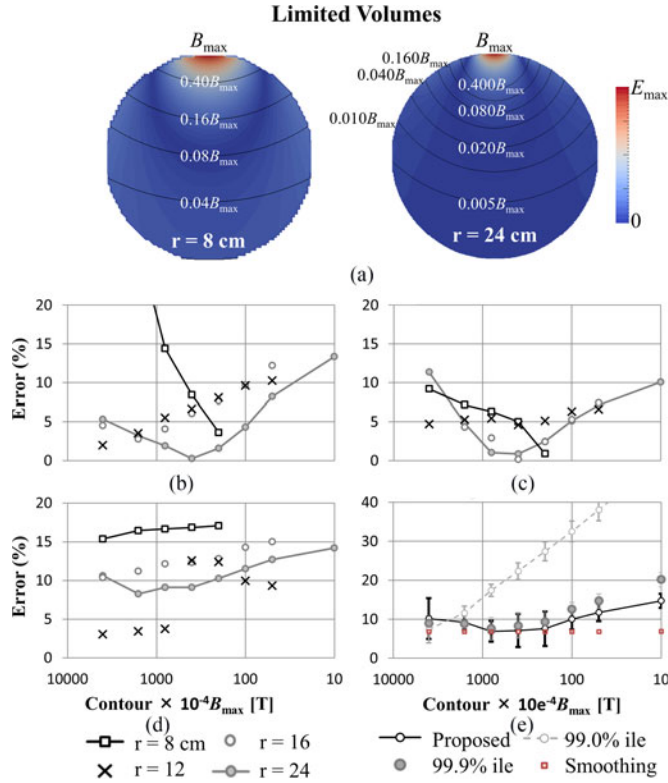 Limited Volumes
Bmax
Bmax
0.40Bmax
0.16Bmax
0.08Bmax
0.04Bmax
r = 8 cm
0.160Bmax
0.040Bmax
0.010Bmax
0.400Bmax
0.080Bmax
0.020Bmax
0.005Bmax
r = 24 cm
Emax
0
(a)
Error (%)
20
15
10
5
0
(b)
20
15
10
5
0
(c)
Error (%)
20
15
10
5
0
10000 1000 100 10
Contour × 10⁻⁴Bmax [T]
(d)
40
30
20
10
0
10000 1000 100 10
Contour × 10e⁻⁴Bmax [T]
(e)
r = 8 cm
r = 16
r = 12
r = 24
Proposed
99.0% ile
99.9% ile
Smoothing